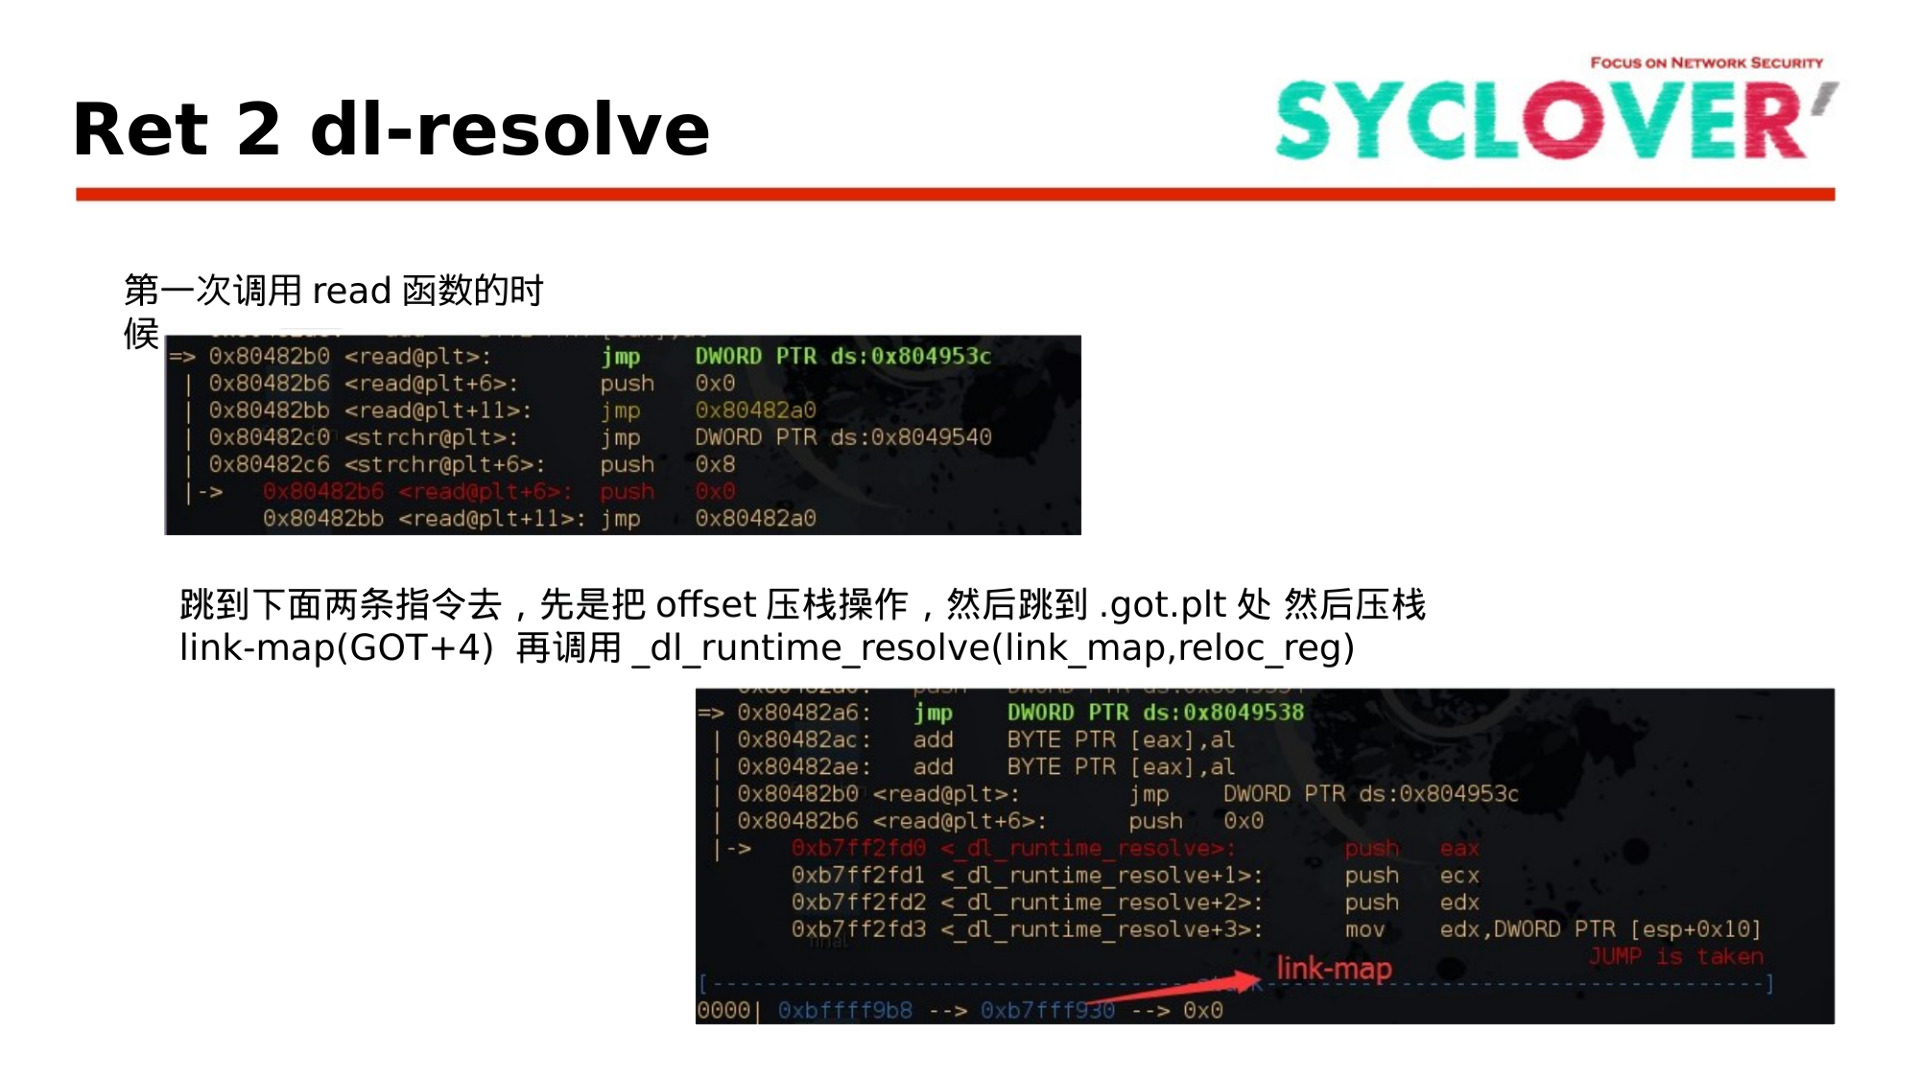 FOCUS ON NETWORK SECURITY
SYCLOVER'
Ret 2 dl-resolve
第一次调用 read 函数的时
候
=> 0x80482b0 <read@plt>: jmp DWORD PTR ds:0x804953c
| 0x80482b6 <read@plt+6>: push 0x0
| 0x80482bb <read@plt+11>: jmp 0x80482a0
| 0x80482c0 <strchr@plt>: jmp DWORD PTR ds:0x8049540
| 0x80482c6 <strchr@plt+6>: push 0x8
|-> 0x80482b6 <read@plt+6>: push 0x0
0x80482bb <read@plt+11>: jmp 0x80482a0
跳到下面两条指令去，先是把 offset 压栈操作，然后跳到 .got.plt 处 然后压栈
link-map(GOT+4) 再调用 _dl_runtime_resolve(link_map,reloc_reg)
=> 0x80482a6: jmp DWORD PTR ds:0x8049538
| 0x80482ac: add BYTE PTR [eax],al
| 0x80482ae: add BYTE PTR [eax],al
| 0x80482b0 <read@plt>: jmp DWORD PTR ds:0x804953c
| 0x80482b6 <read@plt+6>: push 0x0
|-> 0xb7ff2fd0 <_dl_runtime_resolve>: push eax
0xb7ff2fd1 <_dl_runtime_resolve+1>: push ecx
0xb7ff2fd2 <_dl_runtime_resolve+2>: push edx
0xb7ff2fd3 <_dl_runtime_resolve+3>: mov edx,DWORD PTR [esp+0x10]
JUMP is taken
link-map
0000| 0xbffff9b8 --> 0xb7fff930 --> 0x0